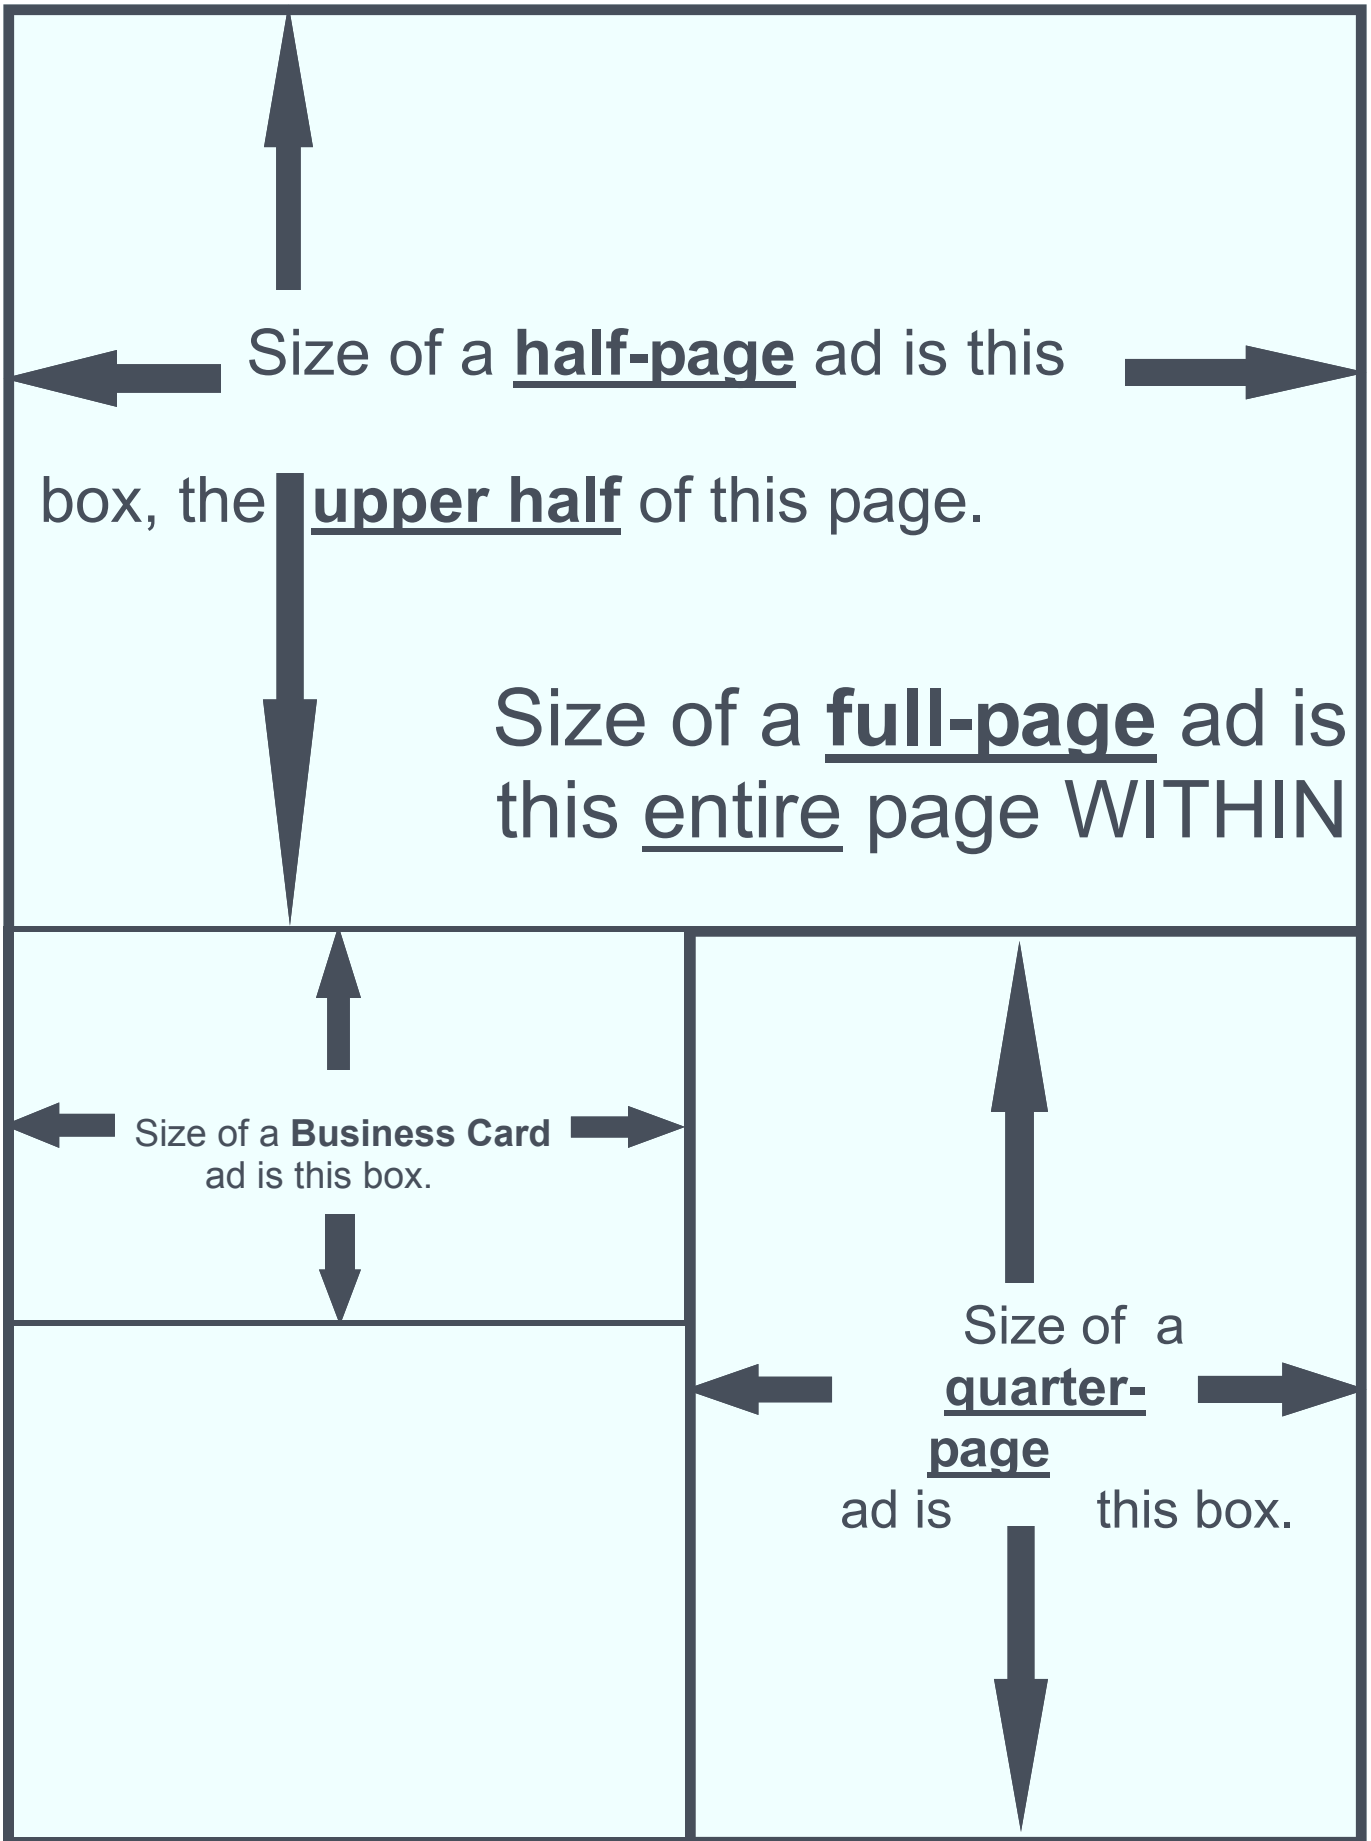 Size of a half-page ad is this
box, the upper half of this page.
Size of a full-page ad is
this entire page WITHIN
Size of a Business Card
ad is this box.
Size of a
quarter-
page
ad is this box.